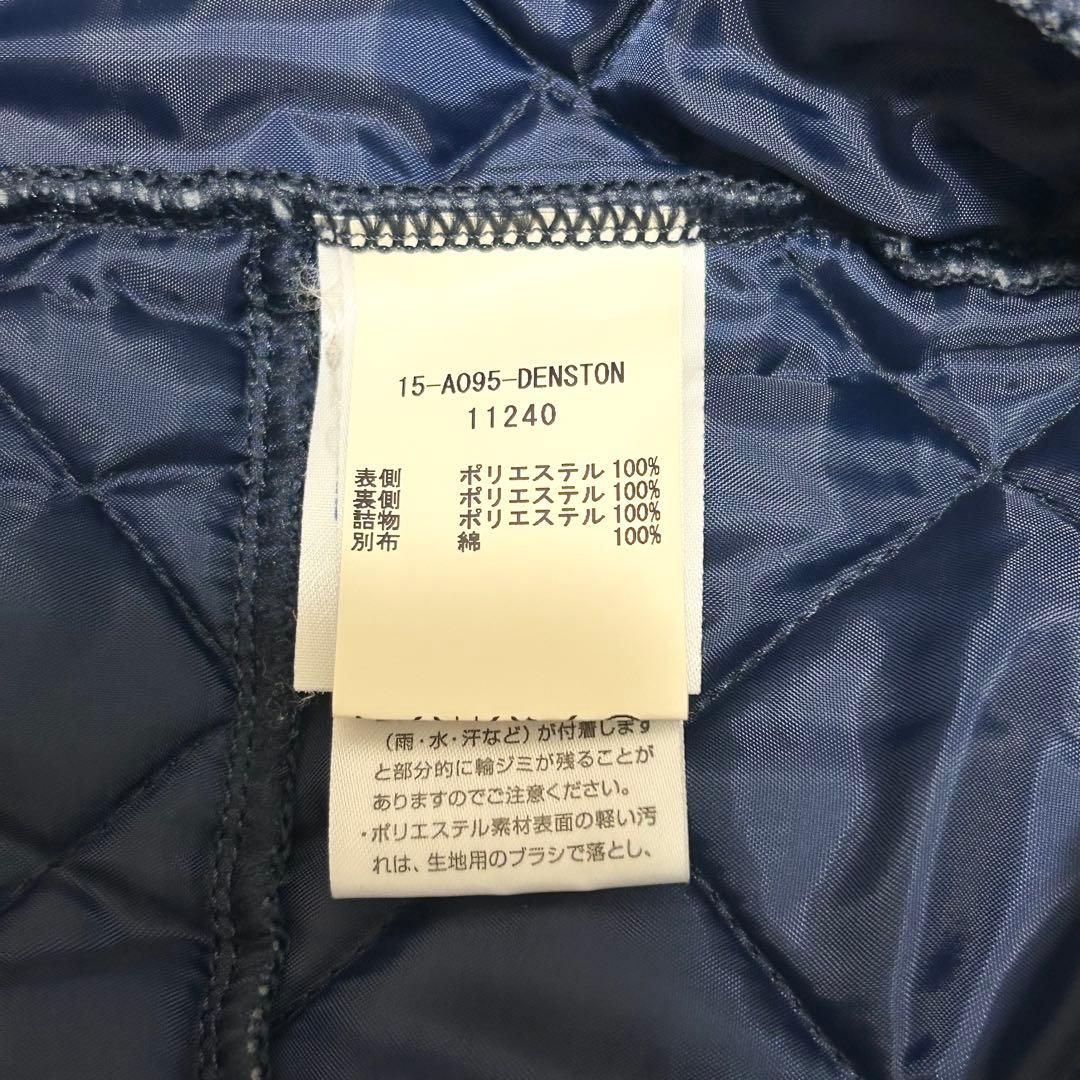 15-A095-DENSTON
11240
表側 ポリエステル 100%
裏側 ポリエステル 100%
詰物 ポリエステル 100%
別布 綿 100%
(雨・水・汗など)が付着します
と部分的に輪ジミが残ることが
ありますのでご注意ください。
・ポリエステル素材表面の軽い汚
れは、生地用のブラシで落とし、